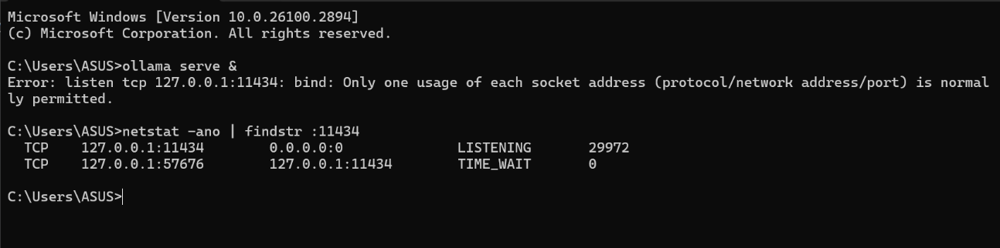 Microsoft Windows [Version 10.0.26100.2894]
(c) Microsoft Corporation. All rights reserved.
C:\Users\ASUS>ollama serve &
Error: listen tcp 127.0.0.1:11434: bind: Only one usage of each socket address (protocol/network address/port) is normal
ly permitted.
C:\Users\ASUS>netstat -ano | findstr :11434
  TCP    127.0.0.1:11434        0.0.0.0:0              LISTENING       29972
  TCP    127.0.0.1:57676        127.0.0.1:11434        TIME_WAIT       0
C:\Users\ASUS>